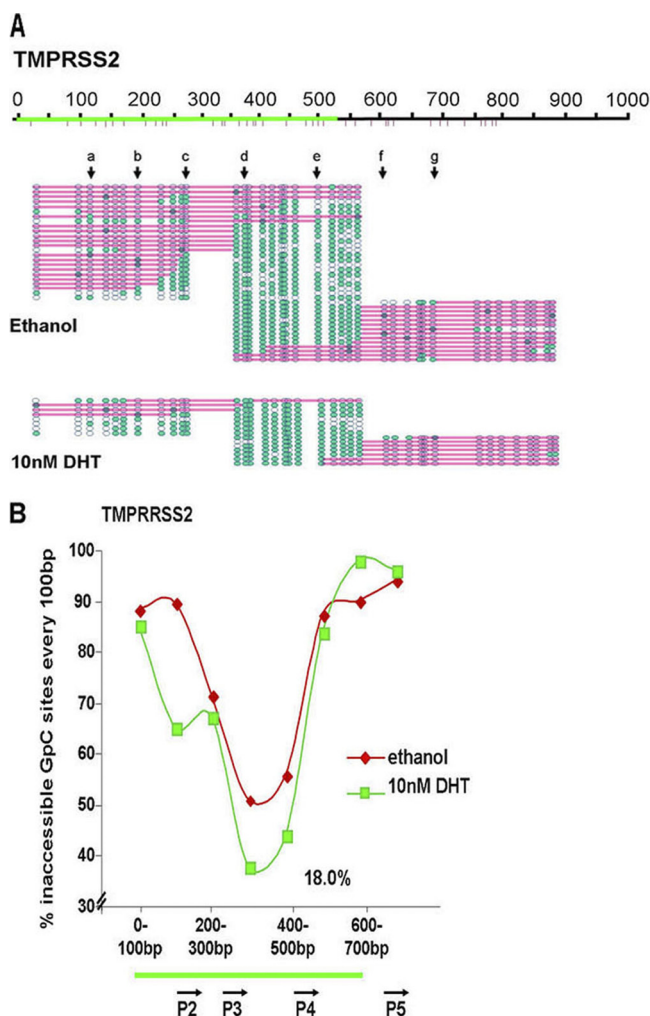 A
TMPRSS2
0 100 200 300 400 500 600 700 800 900 1000
a b c d e f g
Ethanol
10nM DHT
B
TMPRRSS2
% inaccessible GpC sites every 100bp
100
90
80
70
60
50
40
30
ethanol
10nM DHT
18.0%
0- 200- 400- 600-
100bp 300bp 500bp 700bp
P2 P3 P4 P5